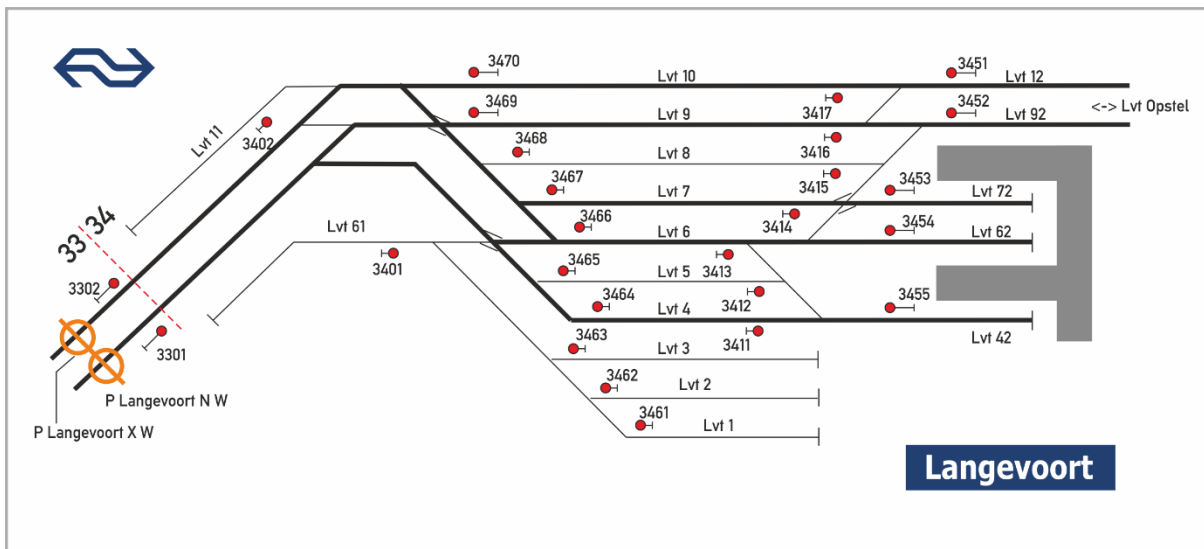 3470
Lvt 10
3451
Lvt 12
3469
Lvt 9
3417
3452
Lvt 92
<-> Lvt Opstel
Lvt 11
3402
3468
Lvt 8
3416
3467
Lvt 7
3415
3453
Lvt 72
33 34
Lvt 61
3466
Lvt 6
3414
3454
Lvt 62
3401
3465
Lvt 5
3413
3302
3464
Lvt 4
3412
3455
3301
3463
Lvt 3
3411
Lvt 42
3462
Lvt 2
P Langevoort N W
3461
Lvt 1
P Langevoort X W
Langevoort